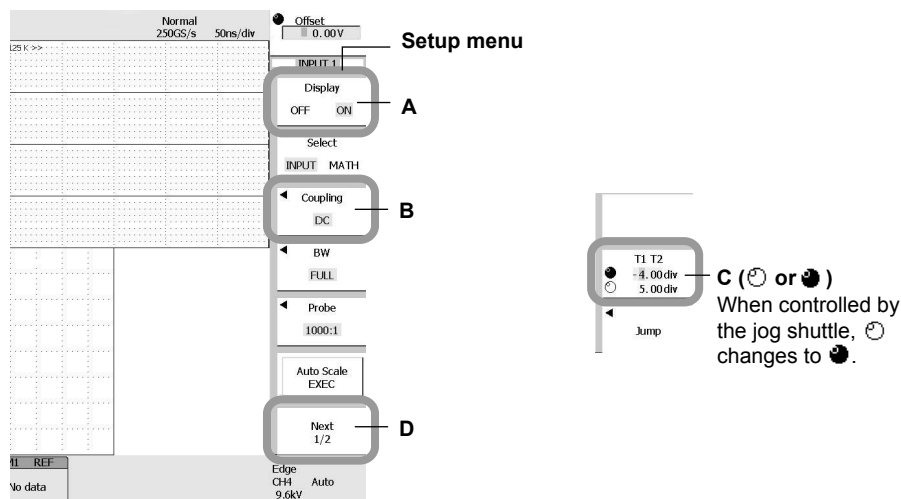 Normal
250GS/s 50ns/div
Offset
0.00V
125 K >>
Setup menu
INPUT 1
Display
OFF ON
A
Select
INPUT MATH
Coupling
DC
B
BW
FULL
Probe
1000:1
Auto Scale
EXEC
Next
1/2
D
M1 REF
No data
Edge
CH4 Auto
9.6kV
T1 T2
-4.00div
5.00div
Jump
C ( or )
When controlled by
the jog shuttle,
changes to .